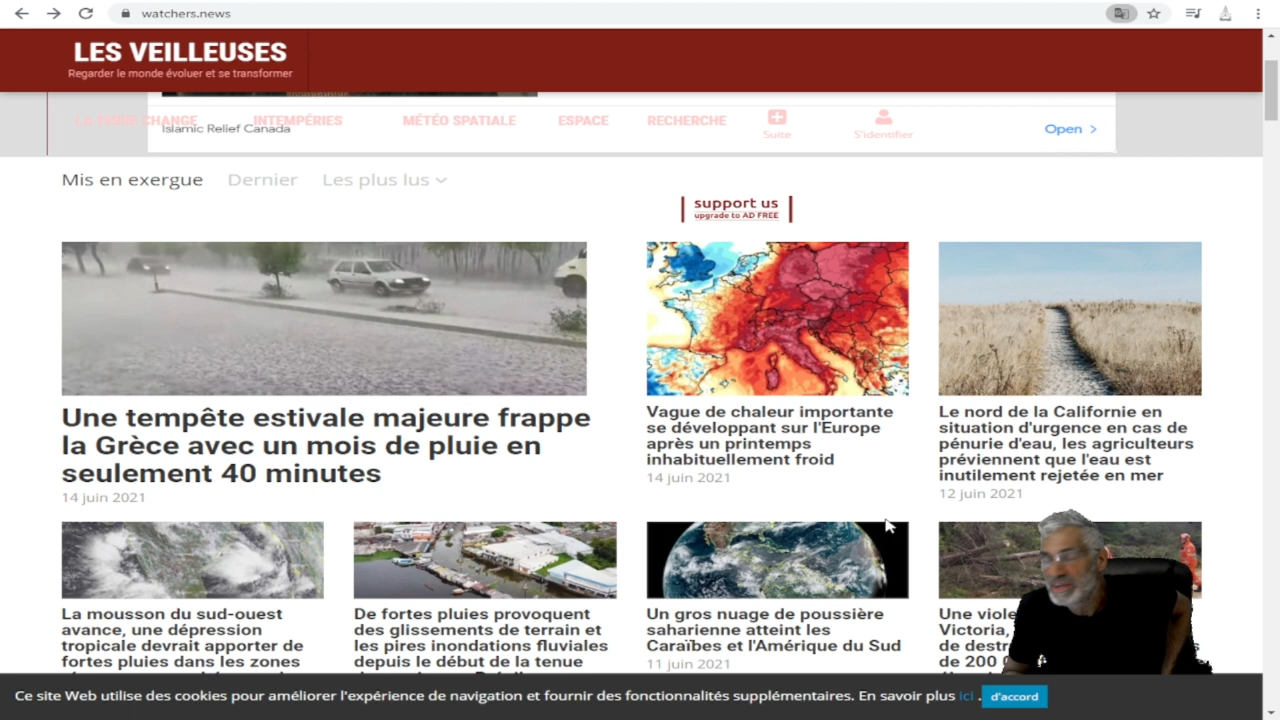 watchers.news
LES VEILLEUSES
Regarder le monde évoluer et se transformer
LA TERRE CHANGE
INTEMPÉRIES
MÉTÉO SPATIALE
ESPACE
RECHERCHE
Suite
S'identifier
Islamic Relief Canada
Open >
Mis en exergue
Dernier
Les plus lus
support us
upgrade to AD FREE
Une tempête estivale majeure frappe
la Grèce avec un mois de pluie en
seulement 40 minutes
14 juin 2021
Vague de chaleur importante
se développant sur l'Europe
après un printemps
inhabituellement froid
14 juin 2021
Le nord de la Californie en
situation d'urgence en cas de
pénurie d'eau, les agriculteurs
préviennent que l'eau est
inutilement rejetée en mer
12 juin 2021
La mousson du sud-ouest
avance, une dépression
tropicale devrait apporter de
fortes pluies dans les zones
De fortes pluies provoquent
des glissements de terrain et
les pires inondations fluviales
depuis le début de la tenue
Un gros nuage de poussière
saharienne atteint les
Caraïbes et l'Amérique du Sud
11 juin 2021
Une
Victoria,
de
de 200
Ce site Web utilise des cookies pour améliorer l'expérience de navigation et fournir des fonctionnalités supplémentaires. En savoir plus ici .
d'accord